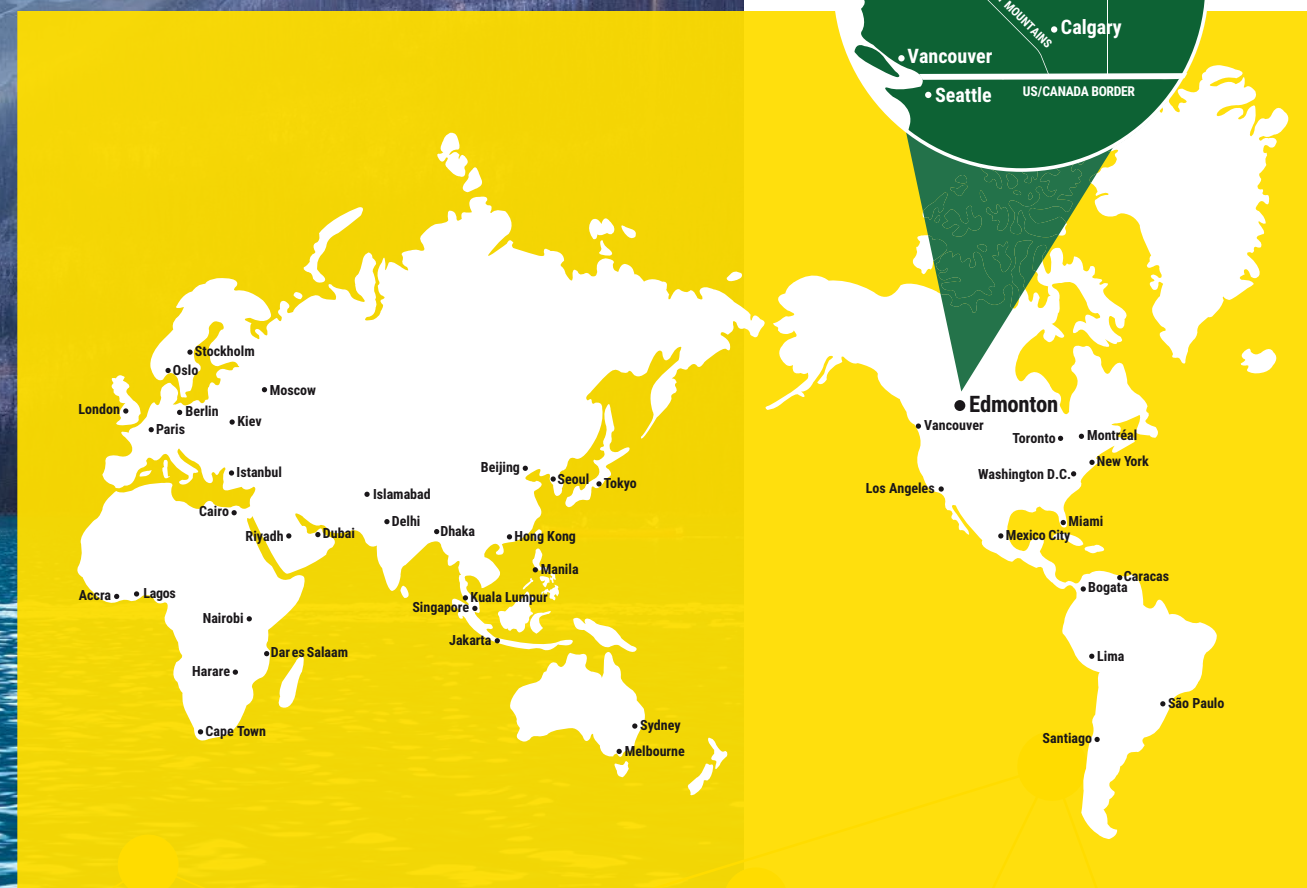 MOUNTAINS
Calgary
Vancouver
Seattle
US/CANADA BORDER
Stockholm
Oslo
Moscow
London
Berlin
Kiev
Paris
Istanbul
Beijing
Seoul
Tokyo
Islamabad
Cairo
Delhi
Riyadh
Dubai
Dhaka
Hong Kong
Manila
Accra
Lagos
Kuala Lumpur
Singapore
Nairobi
Jakarta
Dar es Salaam
Harare
Cape Town
Sydney
Melbourne
Edmonton
Vancouver
Toronto
Montréal
New York
Washington D.C.
Los Angeles
Miami
Mexico City
Caracas
Bogata
Lima
São Paulo
Santiago